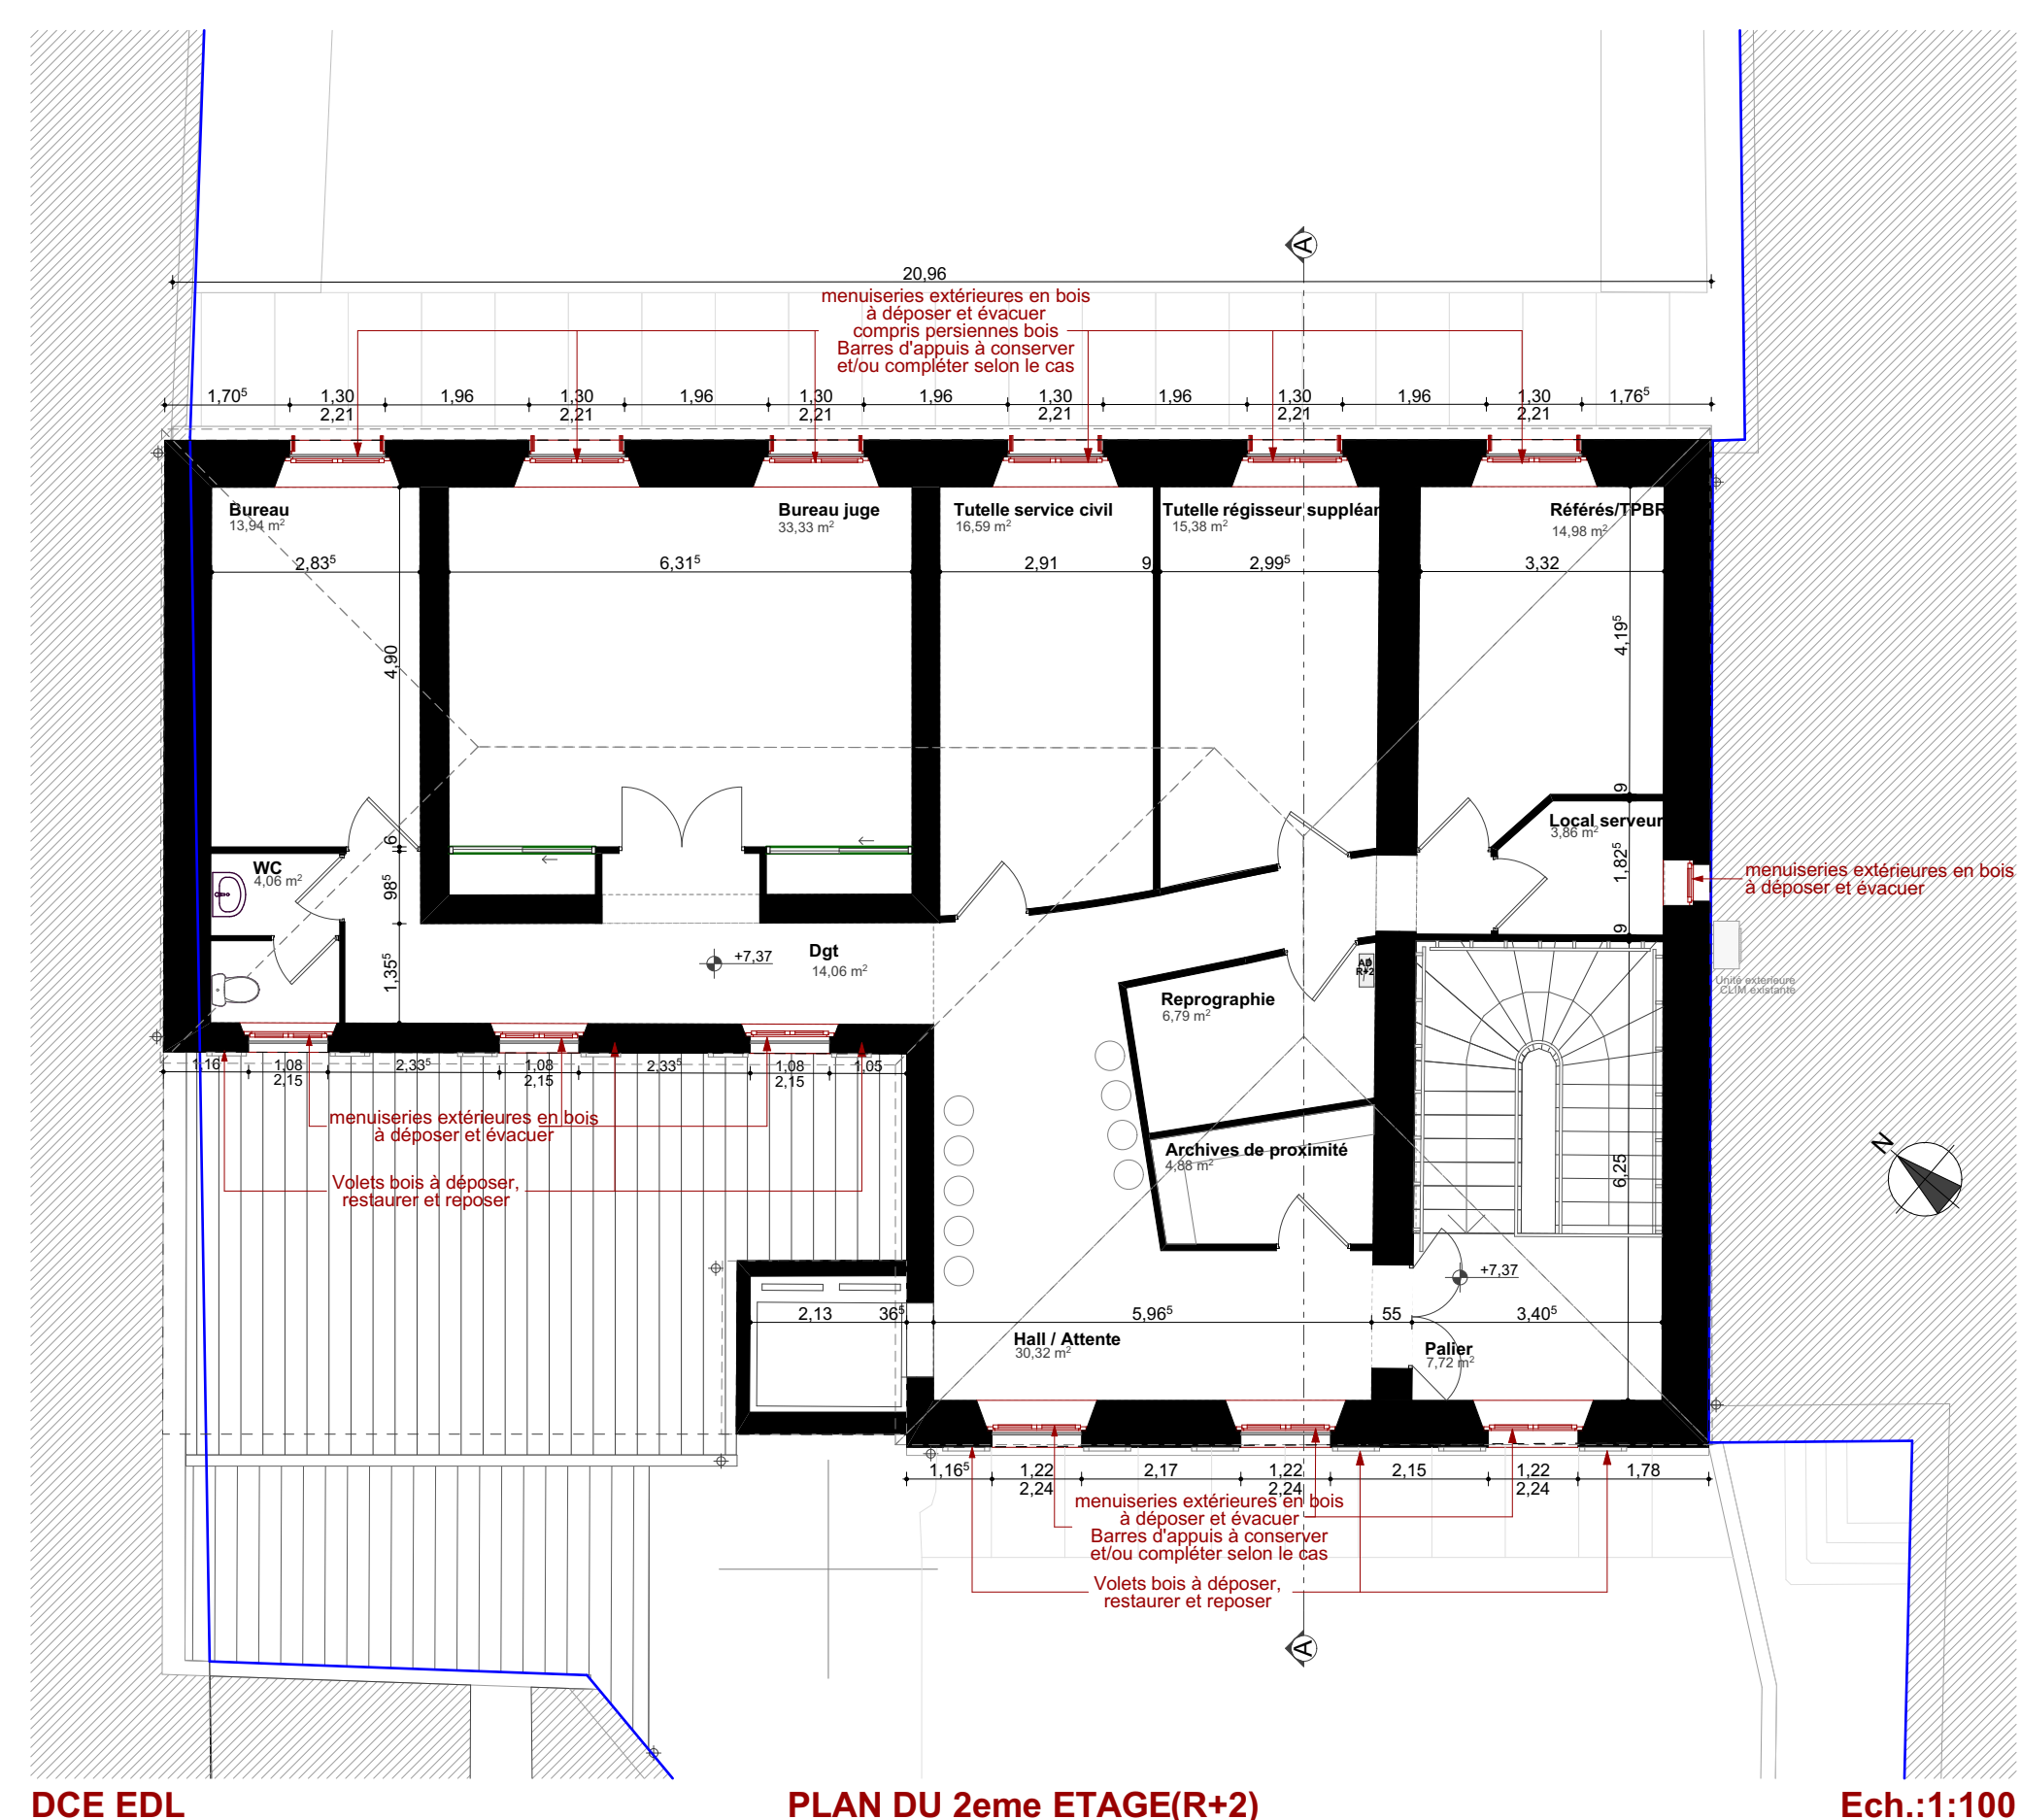 A
20,96
menuiseries extérieures en bois
à déposer et évacuer
compris persiennes bois
Barres d'appuis à conserver
et/ou compléter selon le cas
1,70⁵ 1,30 1,96 1,30 1,96 1,30 1,96 1,30 1,96 1,30 1,96 1,30 1,76⁵
2,21 2,21 2,21 2,21 2,21 2,21
Bureau
13,94 m²
Bureau juge
33,33 m²
Tutelle service civil
16,59 m²
Tutelle régisseur suppléan
15,38 m²
Référés/TPBR
14,98 m²
2,83⁵ 6,31⁵ 2,91 9 2,99⁵ 3,32
4,90
4,19⁵
9
Local serveur
3,86 m²
1,82⁵
9
6
98⁵
1,35⁵
WC
4,06 m²
menuiseries extérieures en bois
à déposer et évacuer
Dgt
14,06 m²
+7,37
AD
R+2
Unité exterieure
CLIM existante
Reprographie
6,79 m²
1,16 1,08 2,33⁵ 1,08 2,33⁵ 1,08 1,05
2,15 2,15 2,15
menuiseries extérieures en bois
à déposer et évacuer
Volets bois à déposer,
restaurer et reposer
Archives de proximité
4,88 m²
6,25
N
+7,37
2,13 36⁵ 5,96⁵ 55 3,40⁵
Hall / Attente
30,32 m²
Palier
7,72 m²
1,16⁵ 1,22 2,17 1,22 2,15 1,22 1,78
2,24 2,24 2,24
menuiseries extérieures en bois
à déposer et évacuer
Barres d'appuis à conserver
et/ou compléter selon le cas
Volets bois à déposer,
restaurer et reposer
A
DCE EDL PLAN DU 2eme ETAGE(R+2) Ech.:1:100